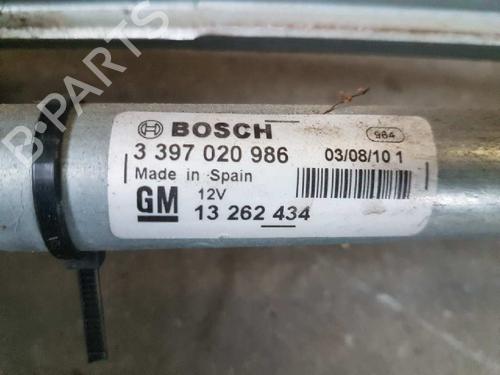 B-PARTS
BOSCH 984
3 397 020 986 03/08/10 1
Made in Spain
GM 12V
13 262 434